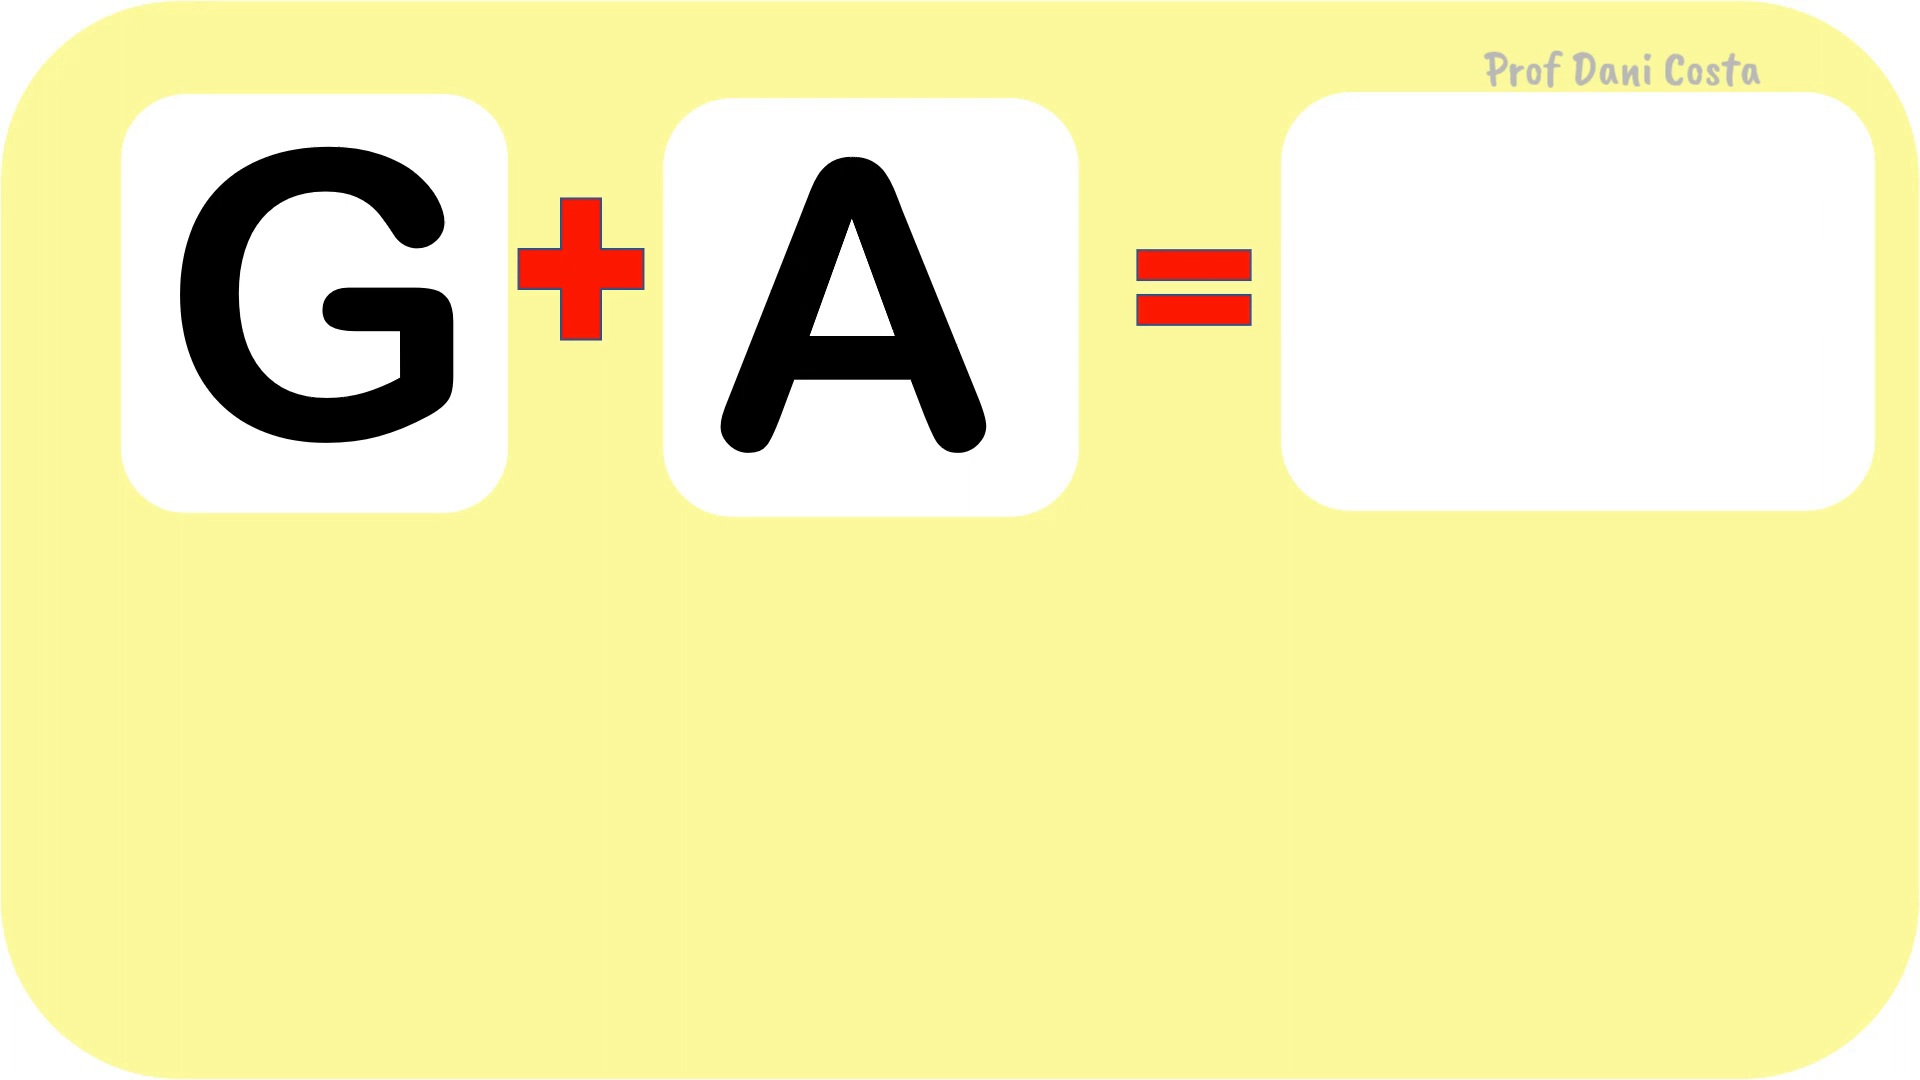 Prof Dani Costa
G + A =